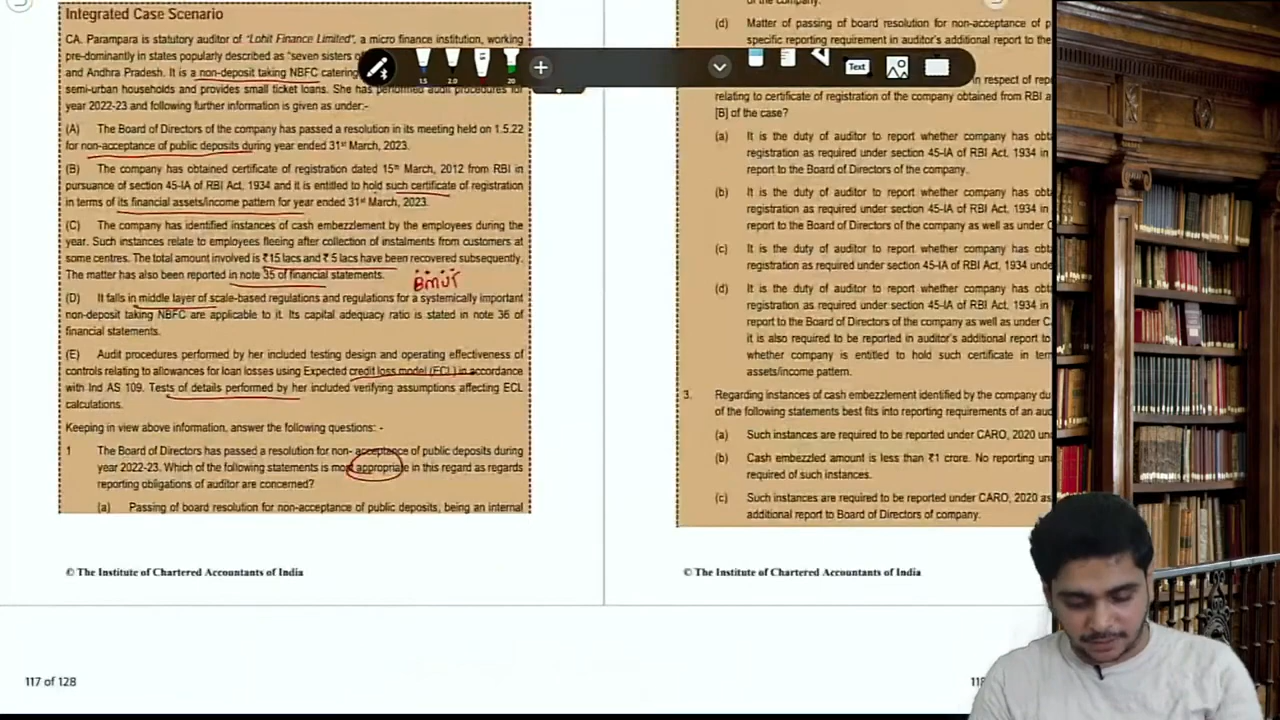 Integrated Case Scenario
CA. Parampara is statutory auditor of "Lohit Finance Limited", a micro finance institution, working
pre-dominantly in states popularly described as "seven sisters o
and Andhra Pradesh. It is a non-deposit taking NBFC catering
semi-urban households and provides small ticket loans. She has performed audit procedures for
year 2022-23 and following further information is given as under:-
(A) The Board of Directors of the company has passed a resolution in its meeting held on 1.5.22
for non-acceptance of public deposits during year ended 31st March, 2023.
(B) The company has obtained certificate of registration dated 15th March, 2012 from RBI in
pursuance of section 45-IA of RBI Act, 1934 and it is entitled to hold such certificate of registration
in terms of its financial assets/income pattern for year ended 31st March, 2023.
(C) The company has identified instances of cash embezzlement by the employees during the
year. Such instances relate to employees fleeing after collection of instalments from customers at
some centres. The total amount involved is ₹15 lacs and ₹ 5 lacs have been recovered subsequently.
The matter has also been reported in note 35 of financial statements.
BMUT
(D) It falls in middle layer of scale-based regulations and regulations for a systemically important
non-deposit taking NBFC are applicable to it. Its capital adequacy ratio is stated in note 36 of
financial statements.
(E) Audit procedures performed by her included testing design and operating effectiveness of
controls relating to allowances for loan losses using Expected credit loss model (ECL) in accordance
with Ind AS 109. Tests of details performed by her included verifying assumptions affecting ECL
calculations.
Keeping in view above information, answer the following questions: -
1 The Board of Directors has passed a resolution for non- acceptance of public deposits during
year 2022-23. Which of the following statements is most appropriate in this regard as regards
reporting obligations of auditor are concerned?
(a) Passing of board resolution for non-acceptance of public deposits, being an internal
© The Institute of Chartered Accountants of India
117 of 128
1.5
2.0
20
Text
of the company.
(d) Matter of passing of board resolution for non-acceptance of p
specific reporting requirement in auditor's additional report to the
in respect of rep
relating to certificate of registration of the company obtained from RBI a
[B] of the case?
(a) It is the duty of auditor to report whether company has obt
registration as required under section 45-IA of RBI Act, 1934 in
report to the Board of Directors of the company.
(b) It is the duty of auditor to report whether company has obt
registration as required under section 45-IA of RBI Act, 1934 in
report to the Board of Directors of the company as well as under C
(c) It is the duty of auditor to report whether company has obt
registration as required under section 45-IA of RBI Act, 1934 unde
(d) It is the duty of auditor to report whether company has obt
registration as required under section 45-IA of RBI Act, 1934 in
report to the Board of Directors of the company as well as under C
it is also required to be reported in auditor's additional report to
whether company is entitled to hold such certificate in term
assets/income pattern.
3. Regarding instances of cash embezzlement identified by the company du
of the following statements best fits into reporting requirements of an aud
(a) Such instances are required to be reported under CARO, 2020 und
(b) Cash embezzled amount is less than ₹1 crore. No reporting un
required of such instances.
(c) Such instances are required to be reported under CARO, 2020 as
additional report to Board of Directors of company.
© The Institute of Chartered Accountants of India